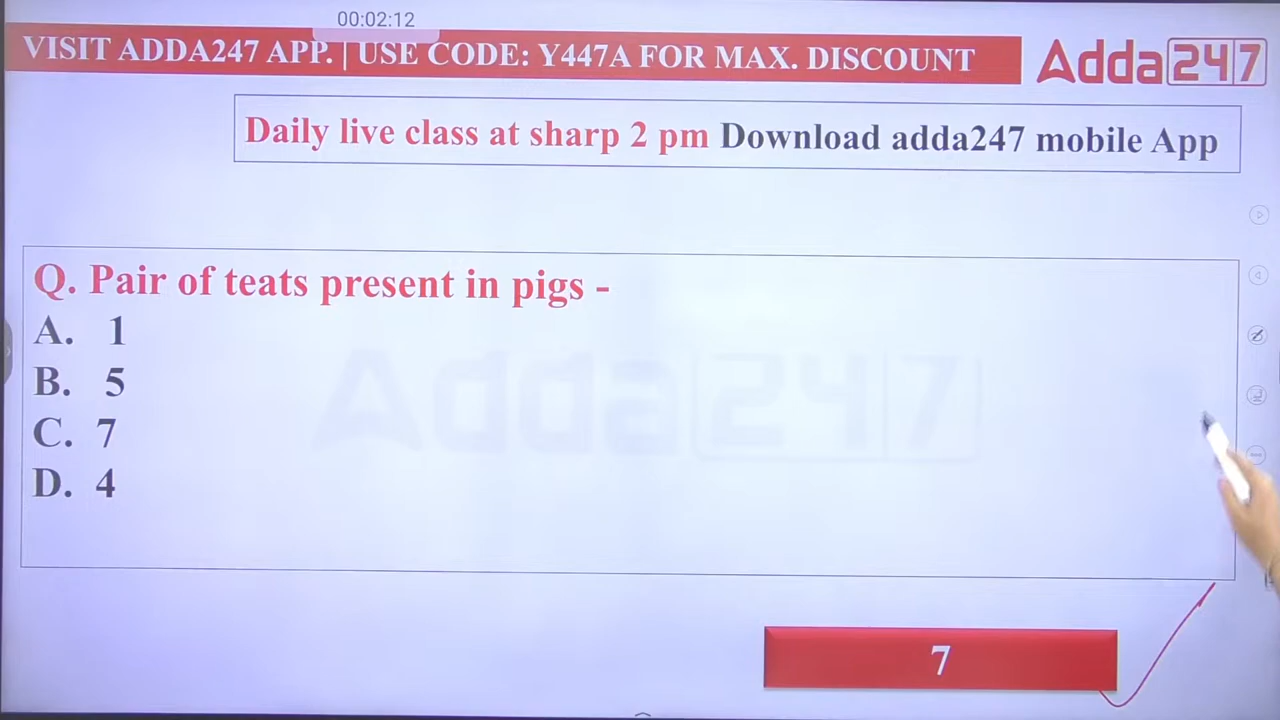 00:02:12
VISIT ADDA247 APP. | USE CODE: Y447A FOR MAX. DISCOUNT
Adda247
Daily live class at sharp 2 pm Download adda247 mobile App
Q. Pair of teats present in pigs -
A. 1
B. 5
C. 7
D. 4
Adda247
7